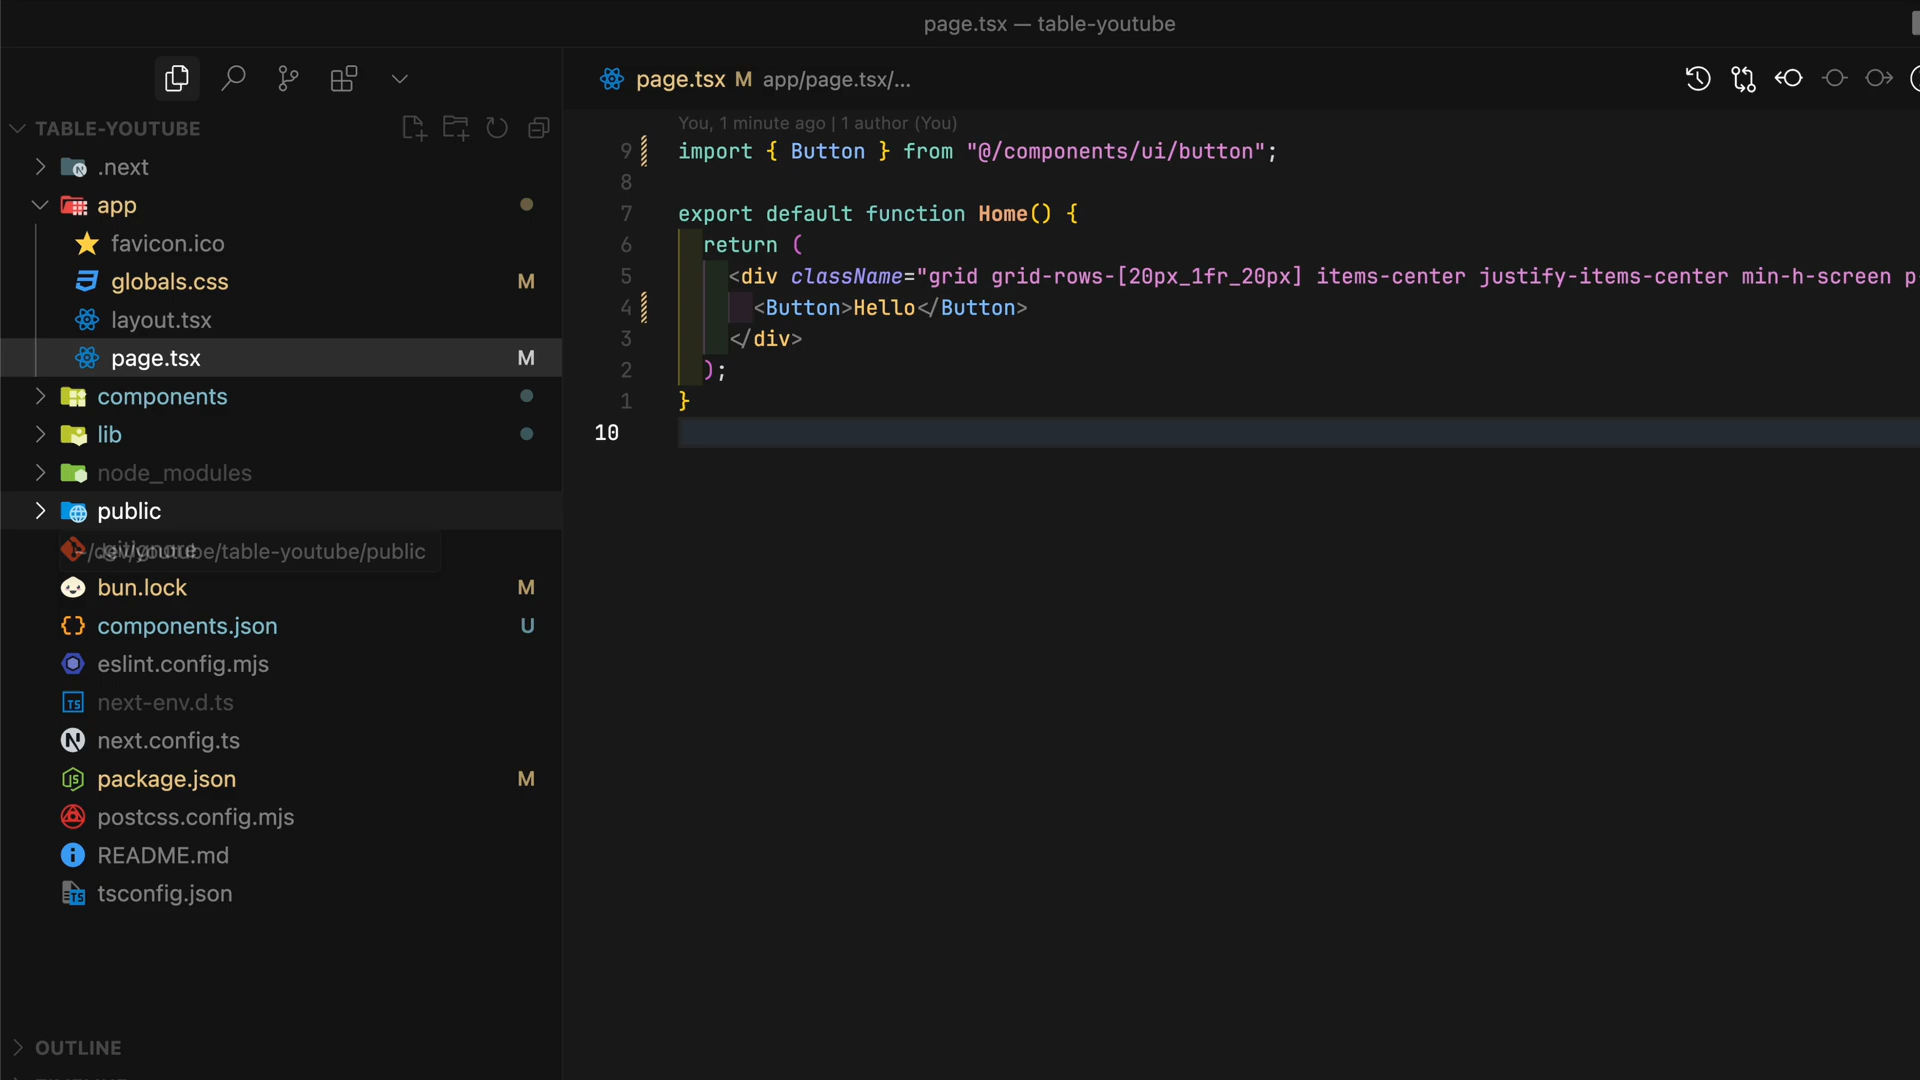 page.tsx — table-youtube
page.tsx M app/page.tsx/...
TABLE-YOUTUBE
.next
app
favicon.ico
globals.css M
layout.tsx
page.tsx M
components
lib
node_modules
public
.gitignore
~/dev/youtube/table-youtube/public
bun.lock M
components.json U
eslint.config.mjs
next-env.d.ts
next.config.ts
package.json M
postcss.config.mjs
README.md
tsconfig.json
OUTLINE
You, 1 minute ago | 1 author (You)
9 import { Button } from "@/components/ui/button";
8
7 export default function Home() {
6 return (
5 <div className="grid grid-rows-[20px_1fr_20px] items-center justify-items-center min-h-screen p
4 <Button>Hello</Button>
3 </div>
2 );
1 }
10